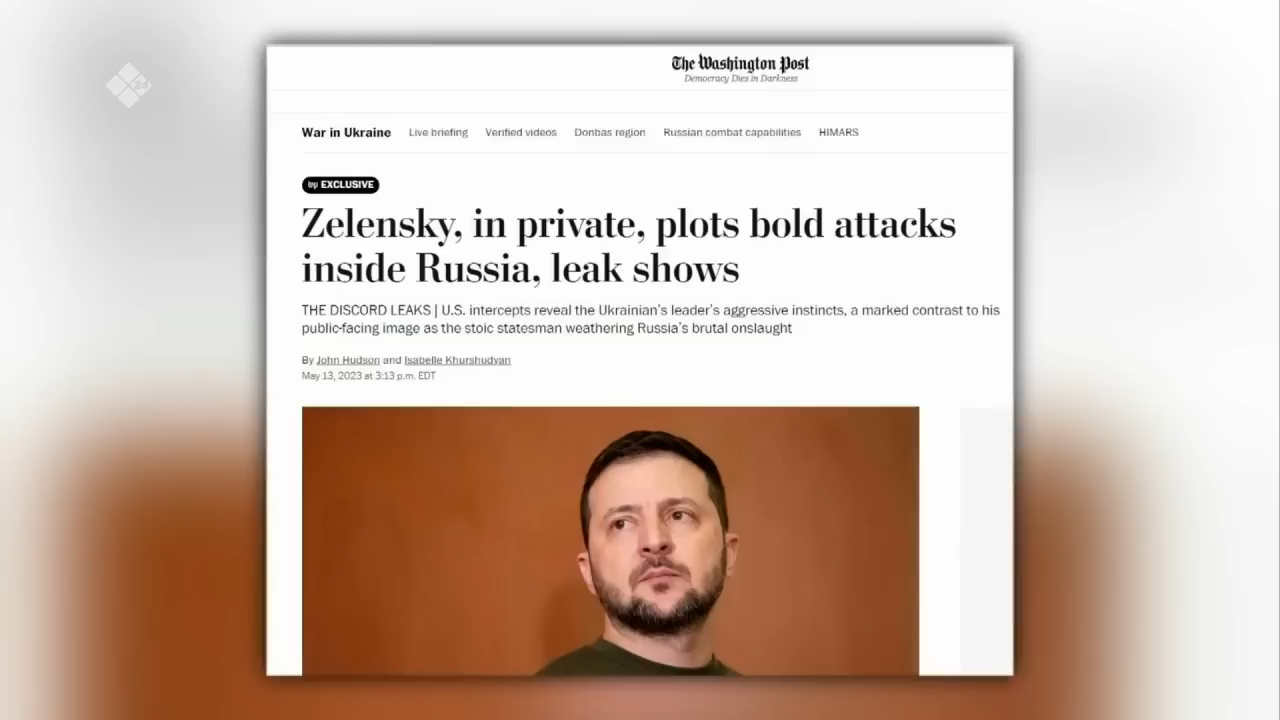 The Washington Post
Democracy Dies in Darkness
War in Ukraine Live briefing Verified videos Donbas region Russian combat capabilities HIMARS
wp EXCLUSIVE
Zelensky, in private, plots bold attacks
inside Russia, leak shows
THE DISCORD LEAKS | U.S. intercepts reveal the Ukrainian's leader's aggressive instincts, a marked contrast to his
public-facing image as the stoic statesman weathering Russia's brutal onslaught
By John Hudson and Isabelle Khurshudyan
May 13, 2023 at 3:13 p.m. EDT